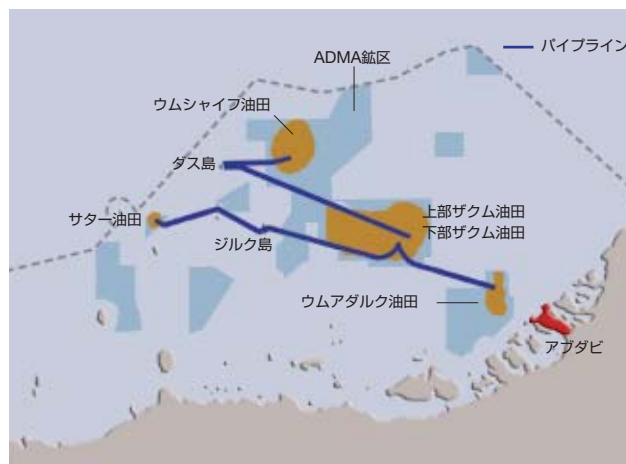 パイプライン
ADMA鉱区
ウムシャイフ油田
ダス島
サター油田
上部ザクム油田
下部ザクム油田
ジルク島
ウムアダルク油田
アブダビ